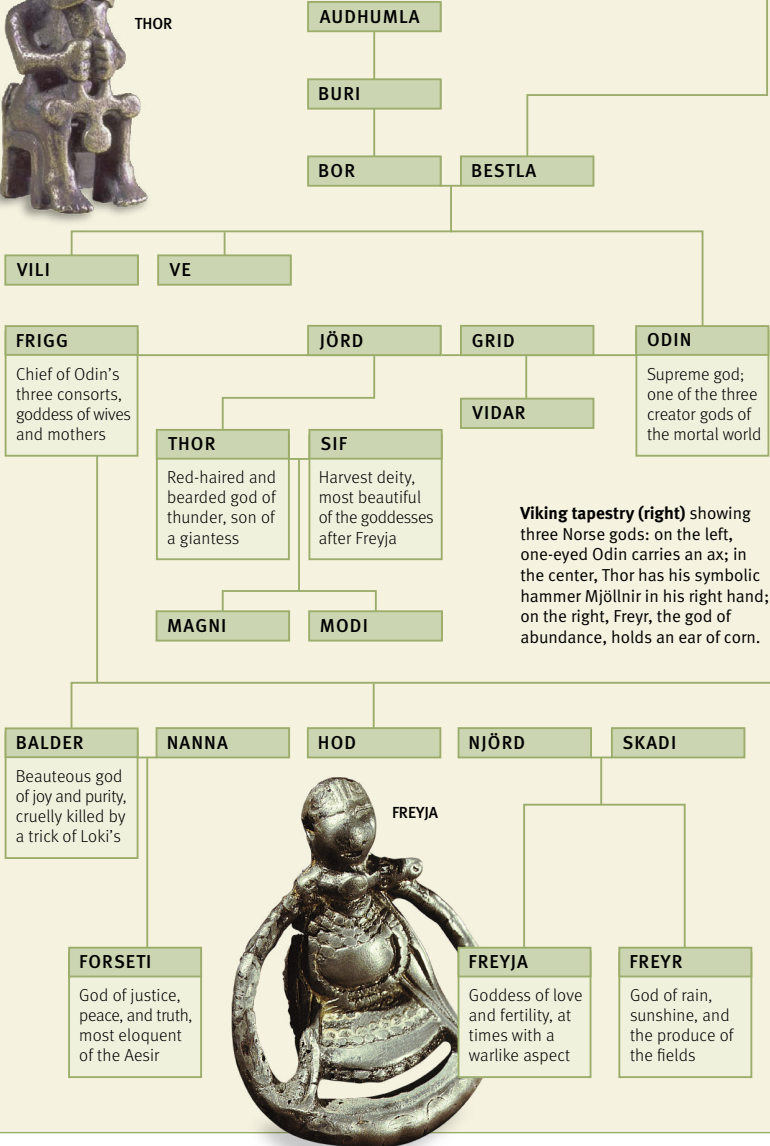 THOR
AUDHUMLA
BURI
BOR
BESTLA
VILI
VE
FRIGG
Chief of Odin's
three consorts,
goddess of wives
and mothers
JÖRD
GRID
ODIN
Supreme god;
one of the three
creator gods of
the mortal world
VIDAR
THOR
Red-haired and
bearded god of
thunder, son of
a giantess
SIF
Harvest deity,
most beautiful
of the goddesses
after Freyja
Viking tapestry (right) showing
three Norse gods: on the left,
one-eyed Odin carries an ax; in
the center, Thor has his symbolic
hammer Mjöllnir in his right hand;
on the right, Freyr, the god of
abundance, holds an ear of corn.
MAGNI
MODI
BALDER
Beauteous god
of joy and purity,
cruelly killed by
a trick of Loki's
NANNA
HOD
NJÖRD
SKADI
FREYJA
FORSETI
God of justice,
peace, and truth,
most eloquent
of the Aesir
FREYJA
Goddess of love
and fertility, at
times with a
warlike aspect
FREYR
God of rain,
sunshine, and
the produce of
the fields